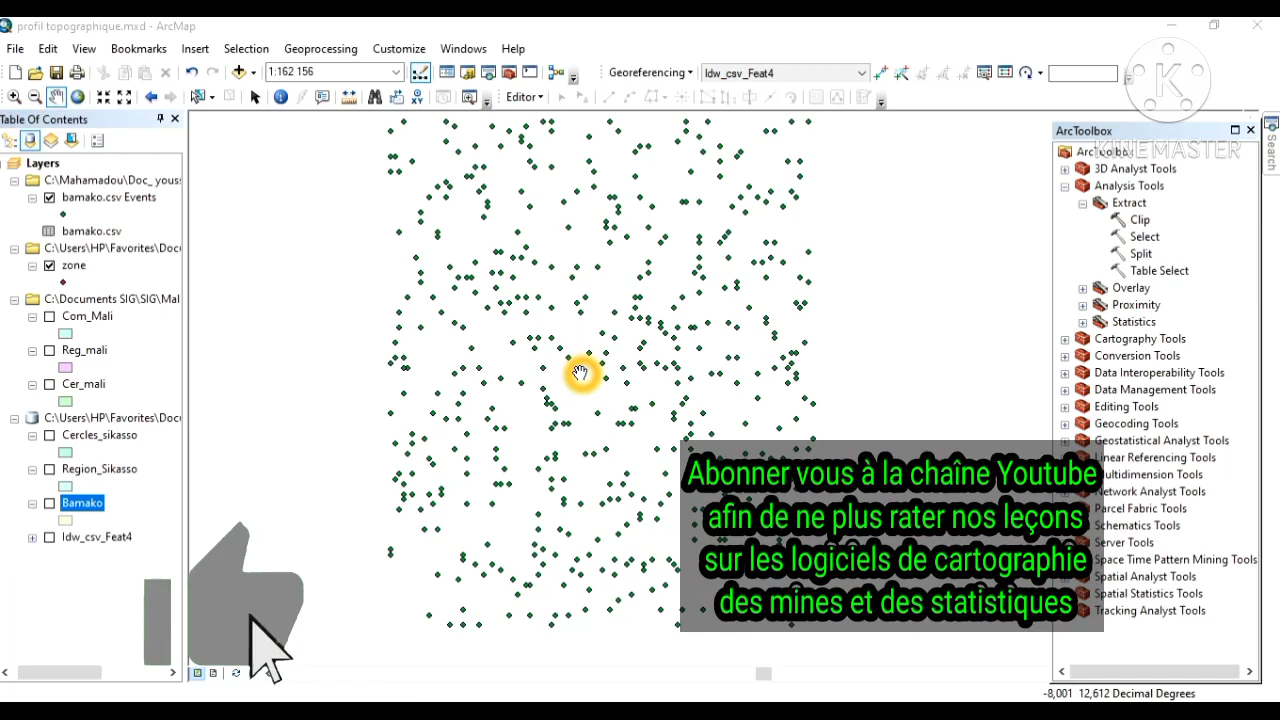 profil topographique.mxd - ArcMap
File Edit View Bookmarks Insert Selection Geoprocessing Customize Windows Help
1:162 156
Georeferencing
Idw_csv_Feat4
Editor
K
KINEMASTER
Table Of Contents
Layers
C:\Mahamadou\Doc_ youss
bamako.csv Events
bamako.csv
C:\Users\HP\Favorites\Docu
zone
C:\Documents SIG\SIG\Mal
Com_Mali
Reg_mali
Cer_mali
C:\Users\HP\Favorites\Docu
Cercles_sikasso
Region_Sikasso
Bamako
Idw_csv_Feat4
Abonner vous à la chaîne Youtube
afin de ne plus rater nos leçons
sur les logiciels de cartographie
des mines et des statistiques
ArcToolbox
ArcToolbox
3D Analyst Tools
Analysis Tools
Extract
Clip
Select
Split
Table Select
Overlay
Proximity
Statistics
Cartography Tools
Conversion Tools
Data Interoperability Tools
Data Management Tools
Editing Tools
Geocoding Tools
Geostatistical Analyst Tools
Linear Referencing Tools
Multidimension Tools
Network Analyst Tools
Parcel Fabric Tools
Schematics Tools
Server Tools
Space Time Pattern Mining Tools
Spatial Analyst Tools
Spatial Statistics Tools
Tracking Analyst Tools
Search
-8,001 12,612 Decimal Degrees